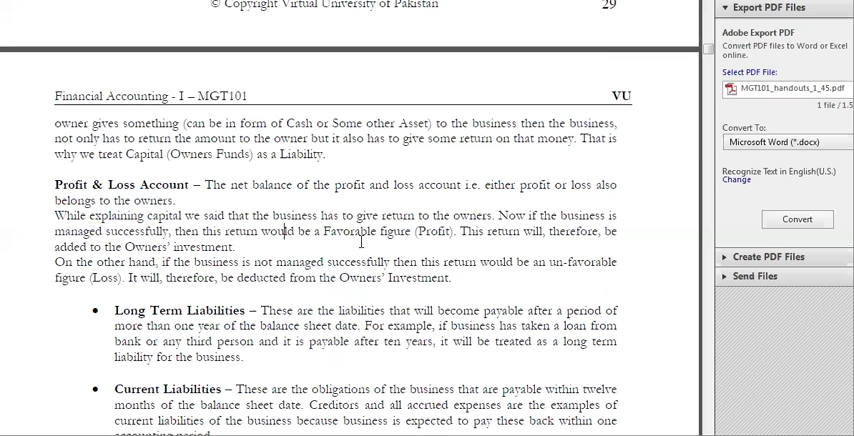 © Copyright Virtual University of Pakistan
29
Financial Accounting - I – MGT101
VU
owner gives something (can be in form of Cash or Some other Asset) to the business then the business,
not only has to return the amount to the owner but it also has to give some return on that money. That is
why we treat Capital (Owners Funds) as a Liability.
Profit & Loss Account – The net balance of the profit and loss account i.e. either profit or loss also
belongs to the owners.
While explaining capital we said that the business has to give return to the owners. Now if the business is
managed successfully, then this return would be a Favorable figure (Profit). This return will, therefore, be
added to the Owners' investment.
On the other hand, if the business is not managed successfully then this return would be an un-favorable
figure (Loss). It will, therefore, be deducted from the Owners' Investment.
• Long Term Liabilities – These are the liabilities that will become payable after a period of
more than one year of the balance sheet date. For example, if business has taken a loan from
bank or any third person and it is payable after ten years, it will be treated as a long term
liability for the business.
• Current Liabilities – These are the obligations of the business that are payable within twelve
months of the balance sheet date. Creditors and all accrued expenses are the examples of
current liabilities of the business because business is expected to pay these back within one
accounting period.
Export PDF Files
Adobe Export PDF
Convert PDF files to Word or Excel
online.
Select PDF File:
MGT101_handouts_1_45.pdf
1 file / 1.5
Convert To:
Microsoft Word (*.docx)
Recognize Text in English(U.S.)
Change
Convert
Create PDF Files
Send Files